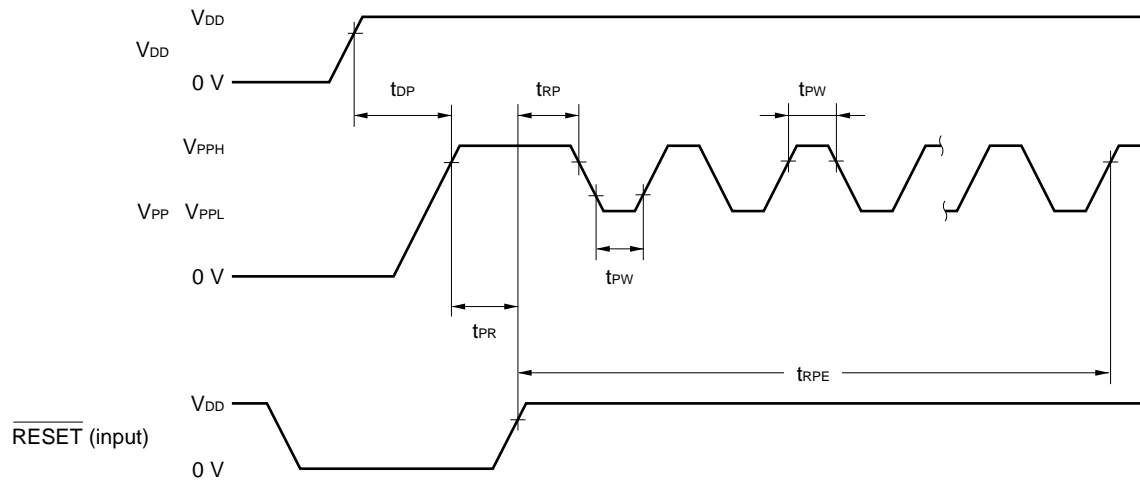 VDD
VDD
0 V
tDP
tRP
tPW
VPPH
VPP VPPL
tPW
0 V
tPR
tRPE
VDD
RESET (input)
0 V